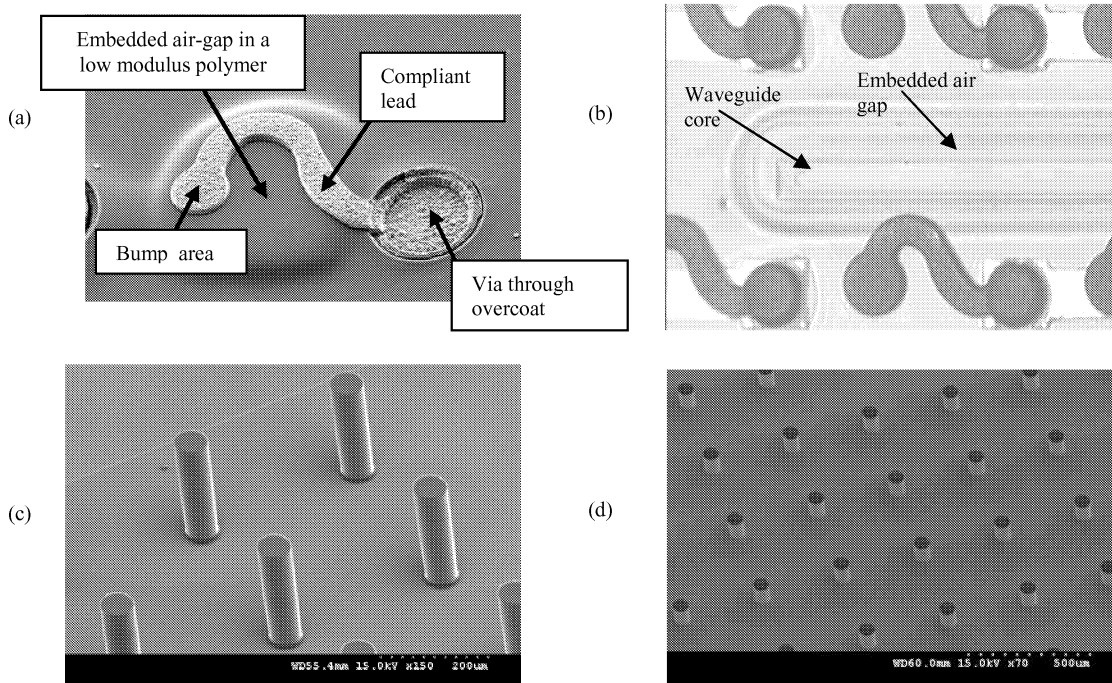 (a)
Embedded air-gap in a
low modulus polymer
Compliant
lead
Bump area
Via through
overcoat
(b)
Waveguide
core
Embedded air
gap
(c)
WD55.4mm 15.0kV x150 200um
(d)
WD60.0mm 15.0kV x70 500um